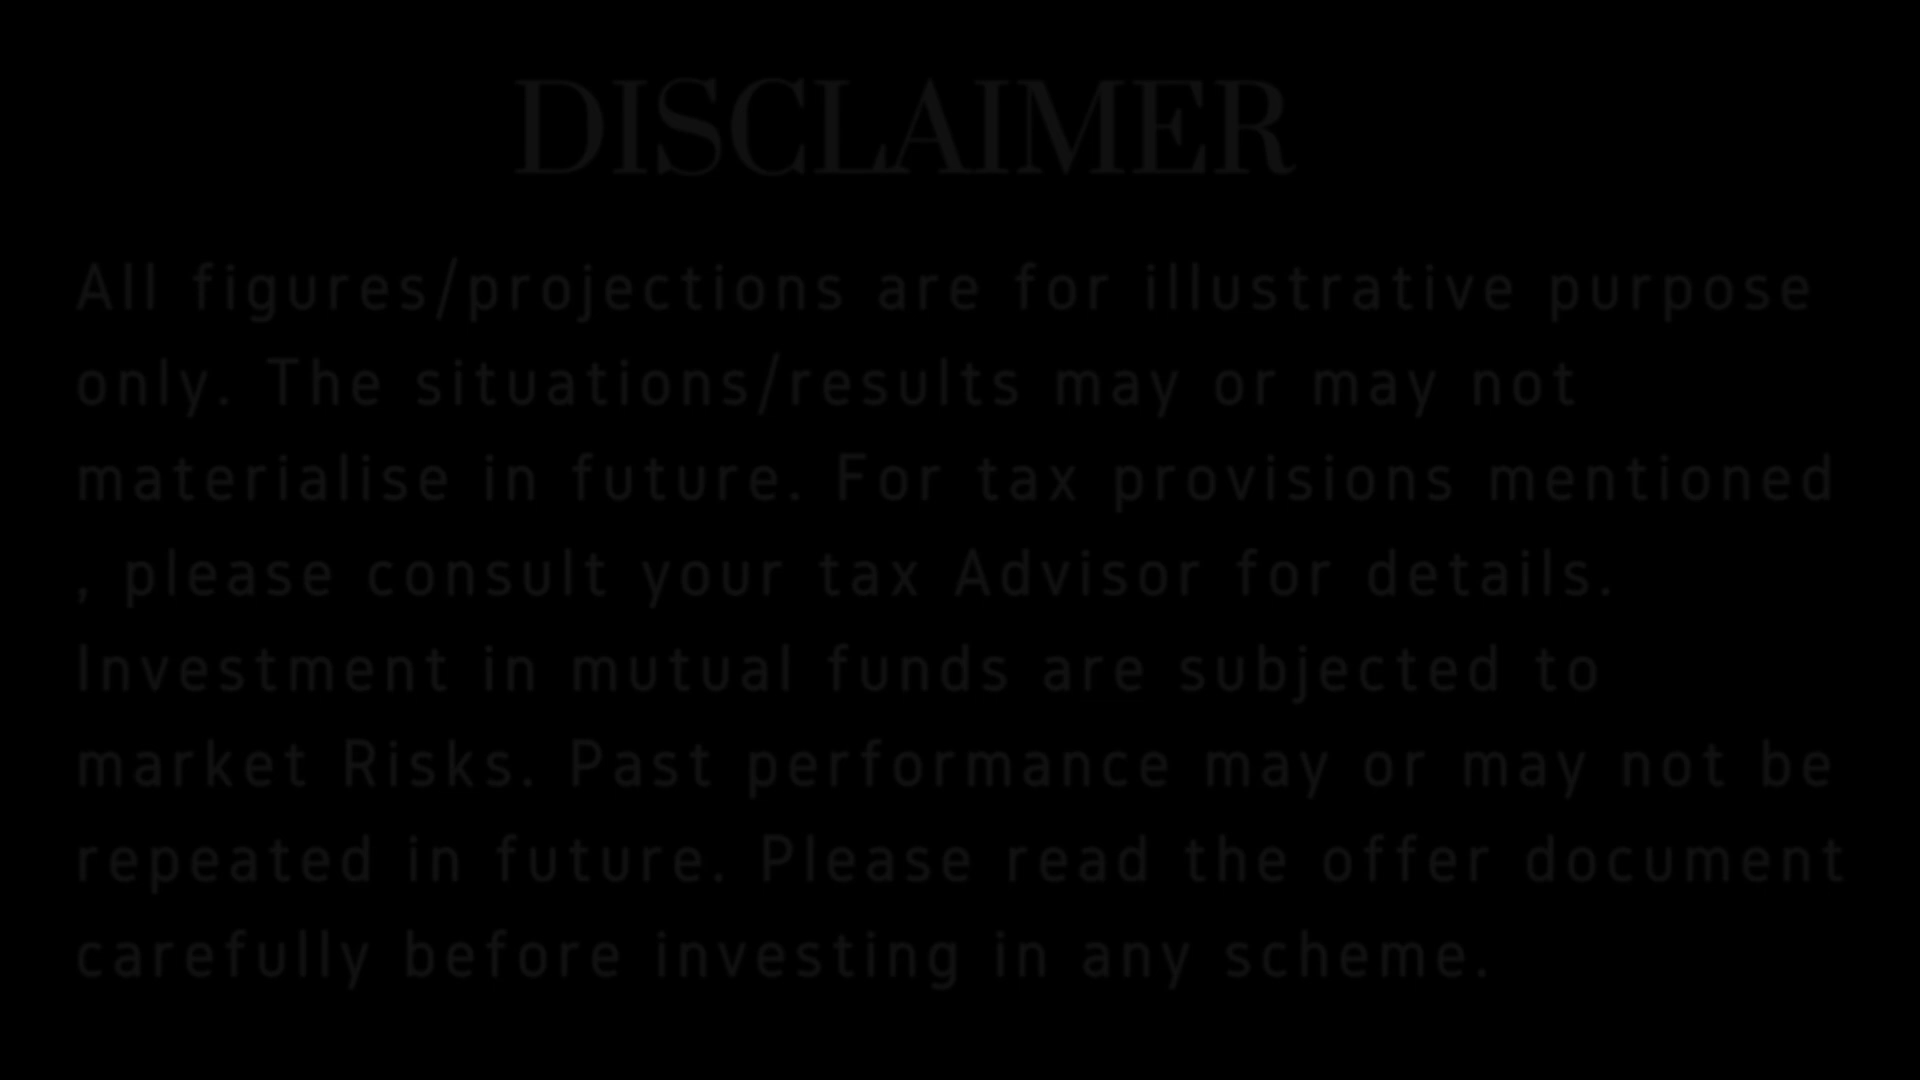 DISCLAIMER
All figures/projections are for illustrative purpose
only. The situations/results may or may not
materialise in future. For tax provisions mentioned
, please consult your tax Advisor for details.
Investment in mutual funds are subjected to
market Risks. Past performance may or may not be
repeated in future. Please read the offer document
carefully before investing in any scheme.